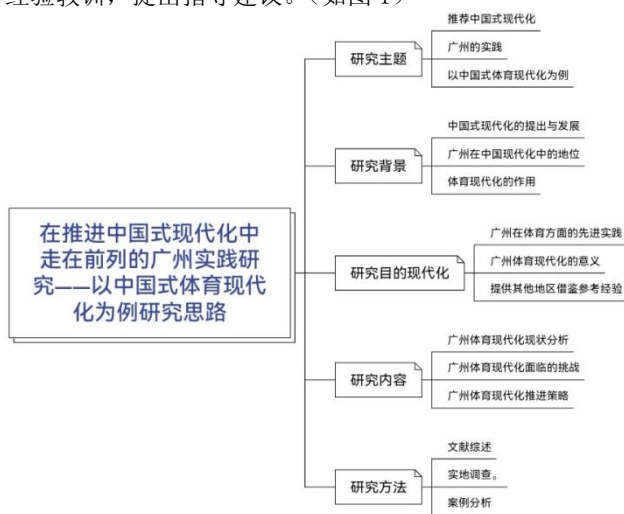 经验教训，提出指导建议。（如图 1）
推荐中国式现代化
广州的实践
以中国式体育现代化为例
研究主题
中国式现代化的提出与发展
广州在中国现代化中的地位
体育现代化的作用
研究背景
在推进中国式现代化中
走在前列的广州实践研
究——以中国式体育现代
化为例研究思路
广州在体育方面的先进实践
广州体育现代化的意义
提供其他地区借鉴参考经验
研究目的现代化
广州体育现代化现状分析
广州体育现代化面临的挑战
广州体育现代化推进策略
研究内容
文献综述
实地调查。
案例分析
研究方法